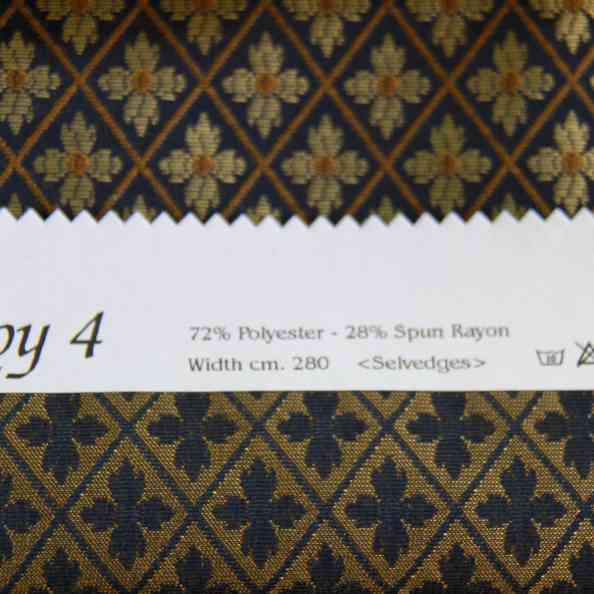 py 4
72% Polyester - 28% Spun Rayon
Width cm. 280 <Selvedges>